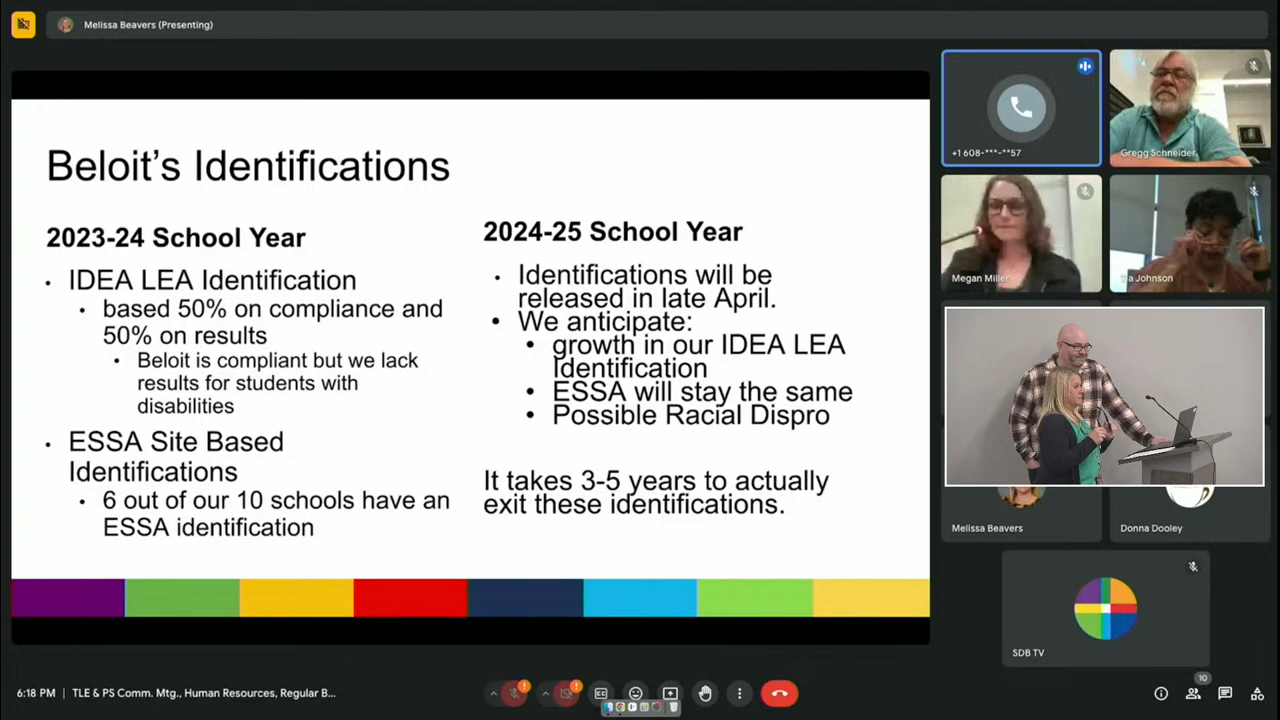 Melissa Beavers (Presenting)
Beloit's Identifications
2023-24 School Year
• IDEA LEA Identification
• based 50% on compliance and
50% on results
• Beloit is compliant but we lack
results for students with
disabilities
• ESSA Site Based
Identifications
• 6 out of our 10 schools have an
ESSA identification
2024-25 School Year
• Identifications will be
released in late April.
• We anticipate:
• growth in our IDEA LEA
Identification
• ESSA will stay the same
• Possible Racial Dispro
It takes 3-5 years to actually
exit these identifications.
+1 608-***-**57
Gregg Schneider
Megan Miller
Johnson
Melissa Beavers
Donna Dooley
SDB TV
6:18 PM | TLE & PS Comm. Mtg., Human Resources, Regular B...
CC
10